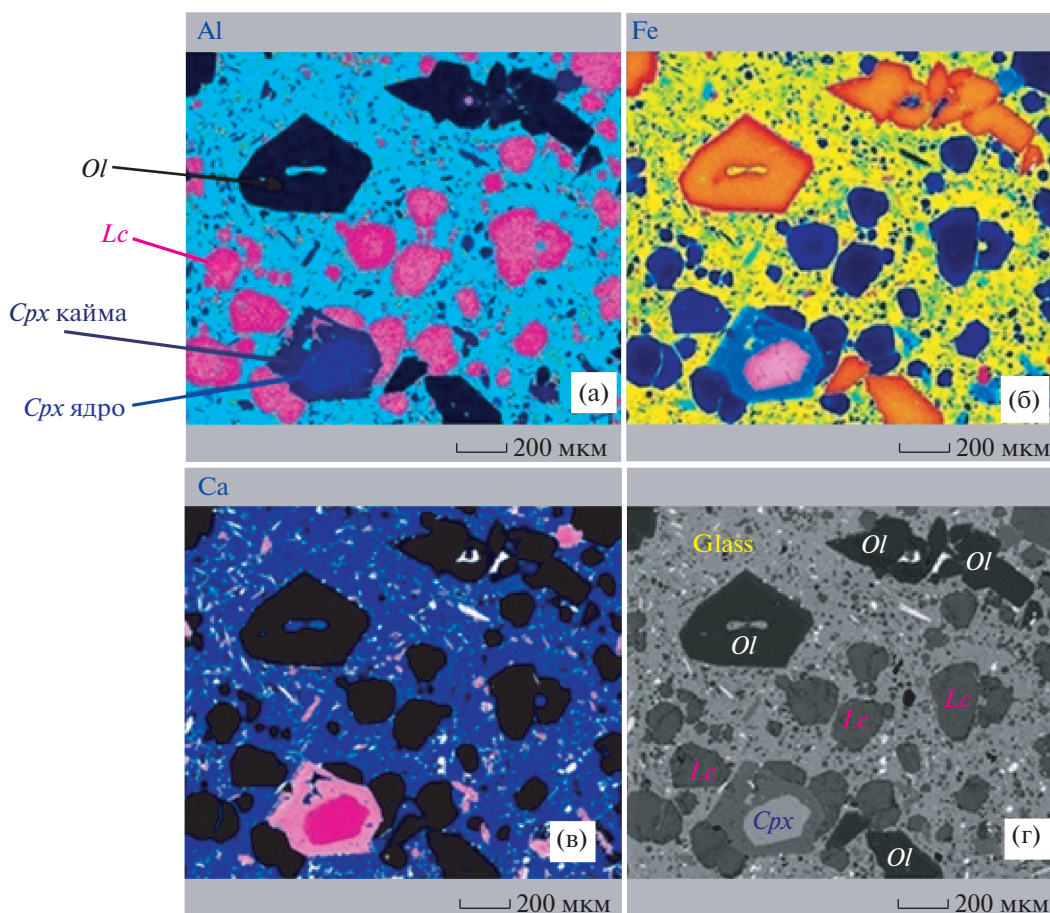 Al
Fe
Ol
Lc
Cpx кайма
Cpx ядро
(а)
(б)
200 мкм
200 мкм
Ca
Glass
Ol
Ol
Ol
Lc
Lc
Lc
Cpx
Ol
(в)
(г)
200 мкм
200 мкм